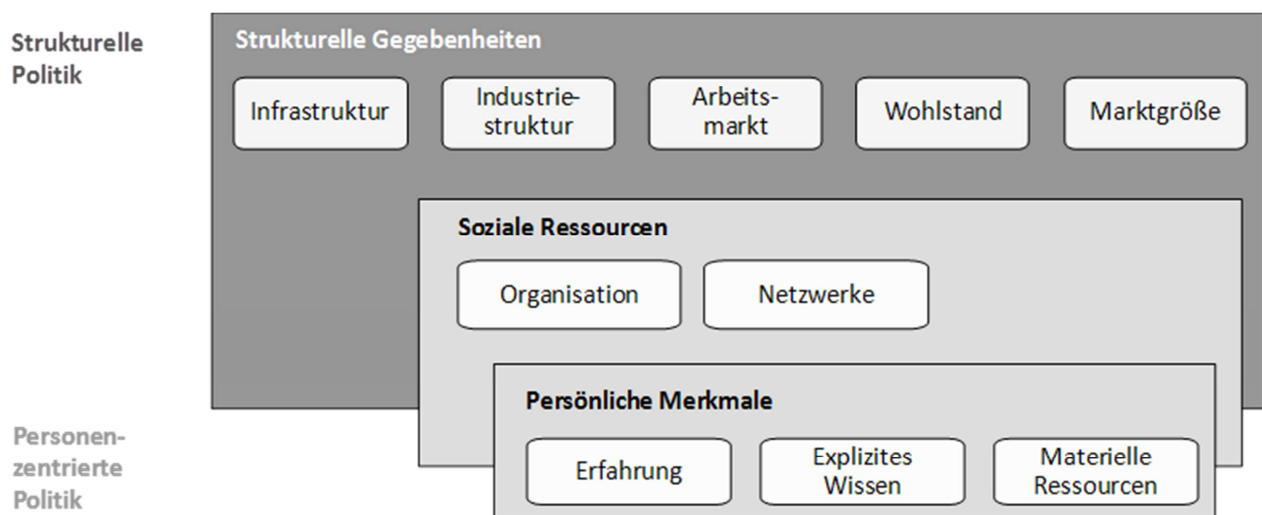 Strukturelle
Politik
Strukturelle Gegebenheiten
Infrastruktur
Industrie-
struktur
Arbeits-
markt
Wohlstand
Marktgröße
Soziale Ressourcen
Organisation
Netzwerke
Persönliche Merkmale
Personen-
zentrierte
Politik
Erfahrung
Explizites
Wissen
Materielle
Ressourcen